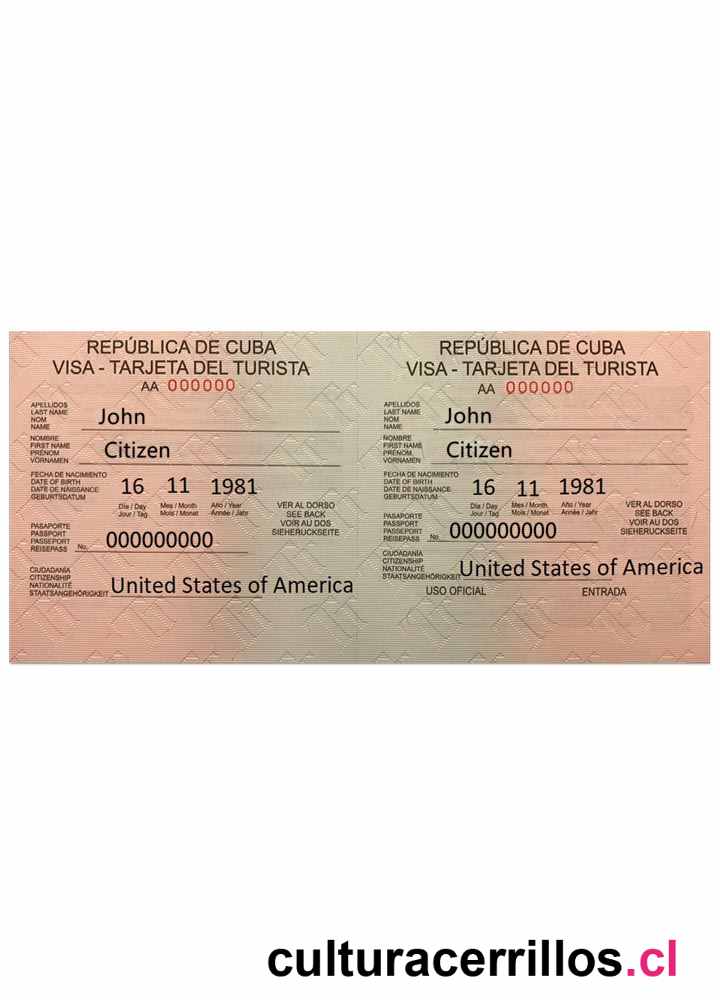 REPÚBLICA DE CUBA
VISA - TARJETA DEL TURISTA
AA 000000
APELLIDOS
LAST NAME
NOM
NAME
John
NOMBRE
FIRST NAME
PRÉNOM
VORNAMEN
Citizen
FECHA DE NACIMIENTO
DATE OF BIRTH
DATE DE NAISSANCE
GEBURTSDATUM
16 11 1981
Día / Day Mes / Month Año / Year
Jour / Tag Mois / Monat Année / Jahr
VER AL DORSO
SEE BACK
VOIR AU DOS
SIEHERUCKSEITE
PASAPORTE
PASSPORT
PASSEPORT
REISEPASS No. 000000000
CIUDADANÍA
CITIZENSHIP
NATIONALITÉ
STAATSANGEHÖRIGKEIT United States of America
REPÚBLICA DE CUBA
VISA - TARJETA DEL TURISTA
AA 000000
APELLIDOS
LAST NAME
NOM
NAME
John
NOMBRE
FIRST NAME
PRÉNOM
VORNAMEN
Citizen
FECHA DE NACIMIENTO
DATE OF BIRTH
DATE DE NAISSANCE
GEBURTSDATUM
16 11 1981
Día / Day Mes / Month Año / Year
Jour / Tag Mois / Monat Année / Jahr
VER AL DORSO
SEE BACK
VOIR AU DOS
SIEHERUCKSEITE
PASAPORTE
PASSPORT
PASSEPORT
REISEPASS No. 000000000
CIUDADANÍA
CITIZENSHIP
NATIONALITÉ
STAATSANGEHÖRIGKEIT United States of America
USO OFICIAL ENTRADA
culturacerrillos.cl